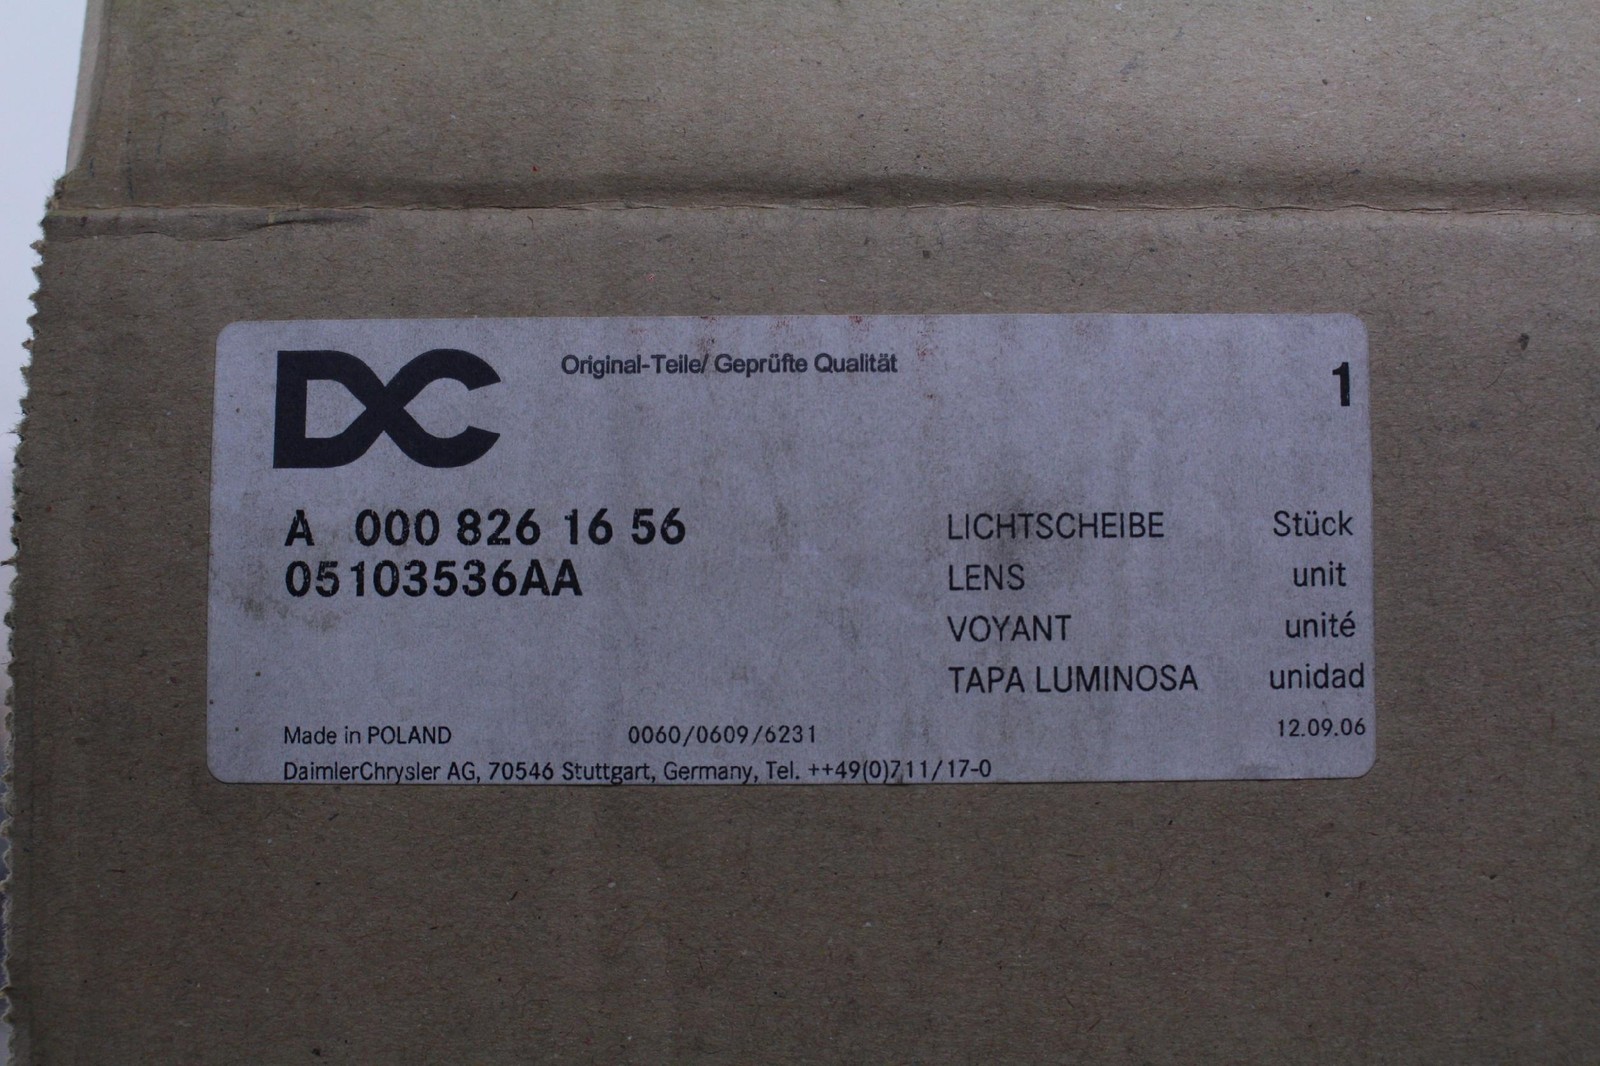 DC Original-Teile/ Geprüfte Qualität 1
A 000 826 16 56 LICHTSCHEIBE Stück
05103536AA LENS unit
VOYANT unité
TAPA LUMINOSA unidad
Made in POLAND 0060/0609/6231 12.09.06
DaimlerChrysler AG, 70546 Stuttgart, Germany, Tel. ++49(0)711/17-0